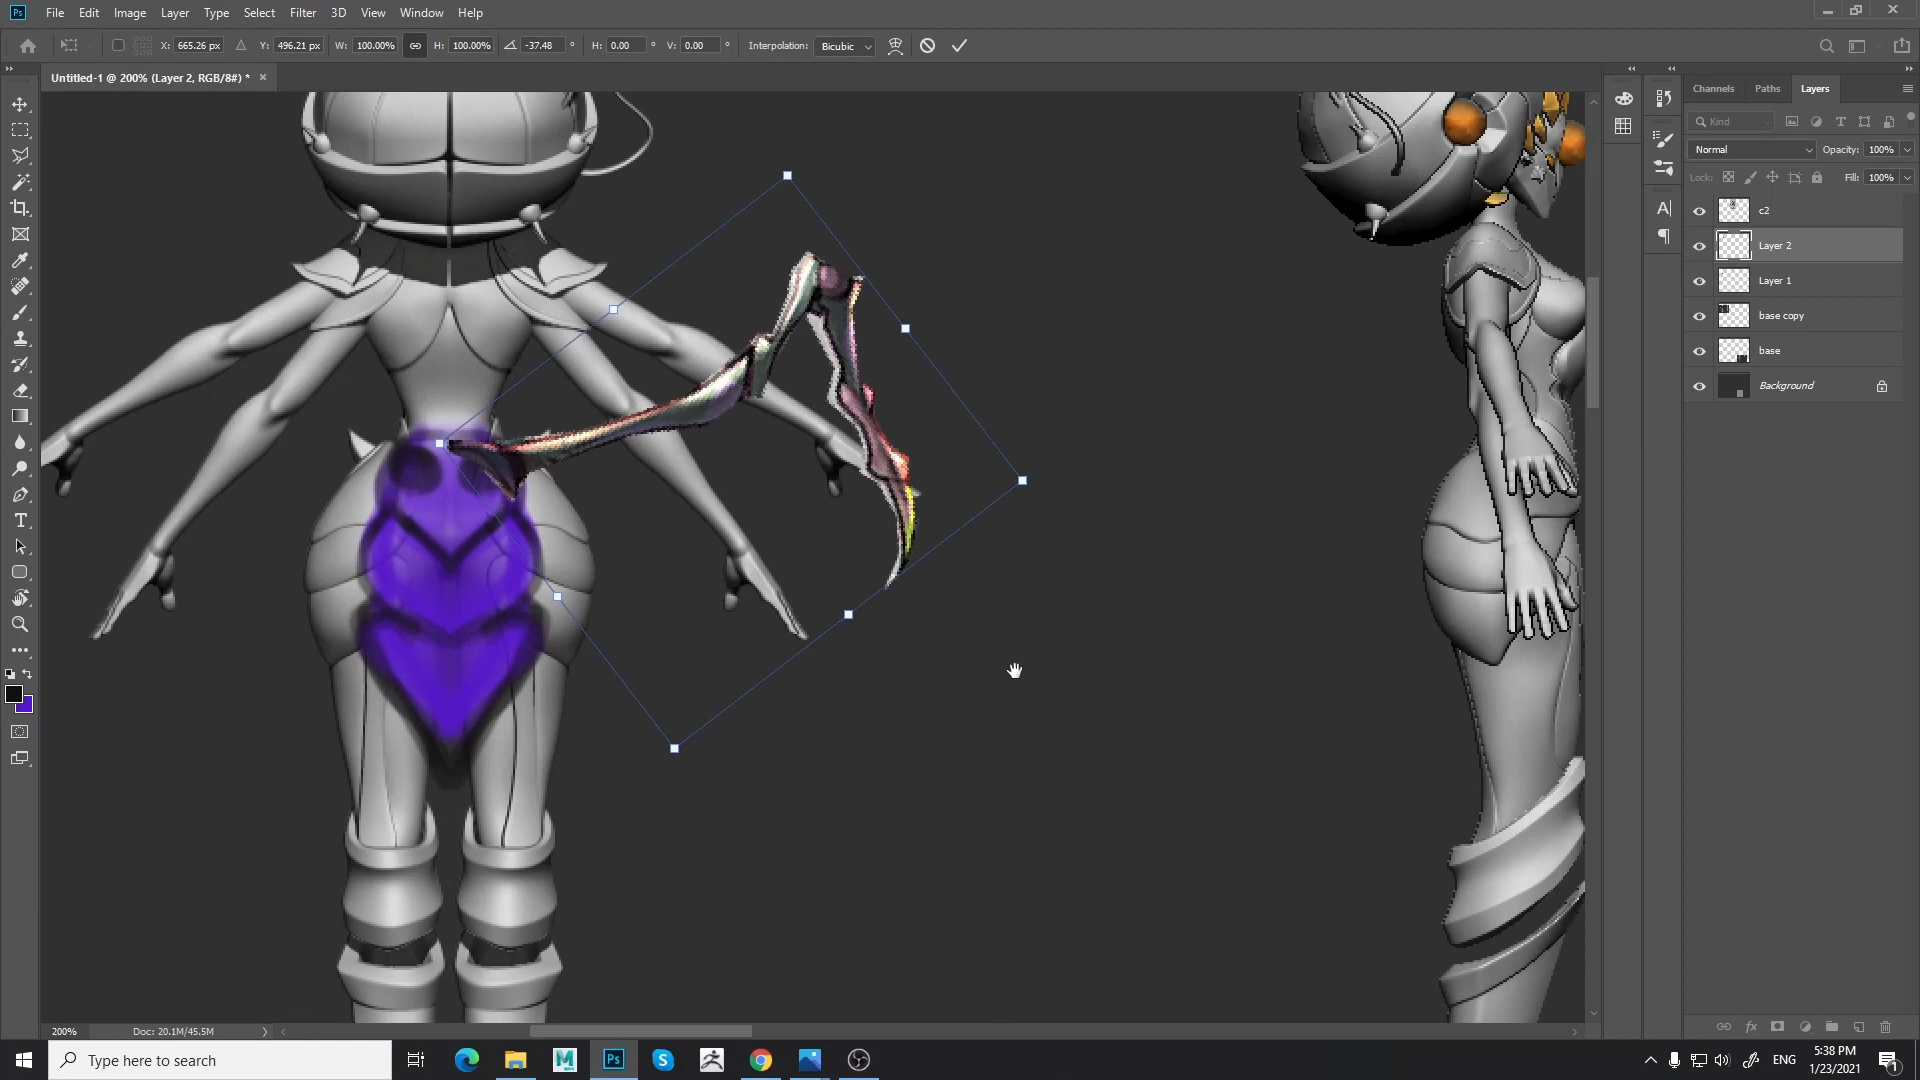 Ps File Edit Image Layer Type Select Filter 3D View Window Help
X: 665.26 px Y: 496.21 px W: 100.00% H: 100.00% -37.48 ° H: 0.00 ° V: 0.00 ° Interpolation: Bicubic
Untitled-1 @ 200% (Layer 2, RGB/8#) * ×
Channels Paths Layers
Kind
Normal Opacity: 100%
Lock: Fill: 100%
c2
Layer 2
Layer 1
base copy
base
Background
200% Doc: 20.1M/45.5M
Type here to search
ENG
5:38 PM
1/23/2021